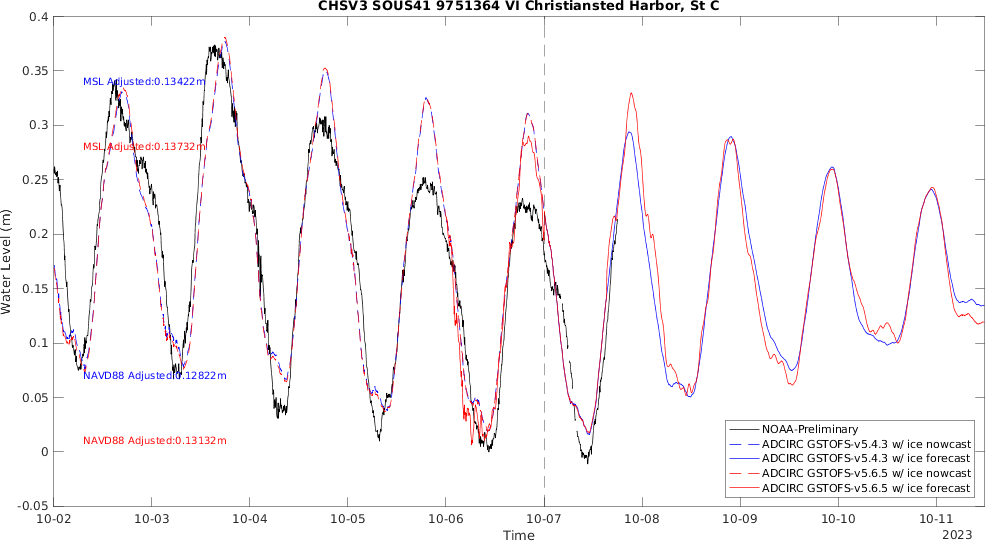 CHSV3 SOUS41 9751364 VI Christiansted Harbor, St C
0.4
0.35
0.3
0.25
0.2
0.15
0.1
0.05
0
-0.05
Water Level (m)
MSL Adjusted:0.13422m
MSL Adjusted:0.13732m
NAVD88 Adjusted:0.12822m
NAVD88 Adjusted:0.13132m
NOAA-Preliminary
ADCIRC GSTOFS-v5.4.3 w/ ice nowcast
ADCIRC GSTOFS-v5.4.3 w/ ice forecast
ADCIRC GSTOFS-v5.6.5 w/ ice nowcast
ADCIRC GSTOFS-v5.6.5 w/ ice forecast
10-02 10-03 10-04 10-05 10-06 10-07 10-08 10-09 10-10 10-11
Time
2023